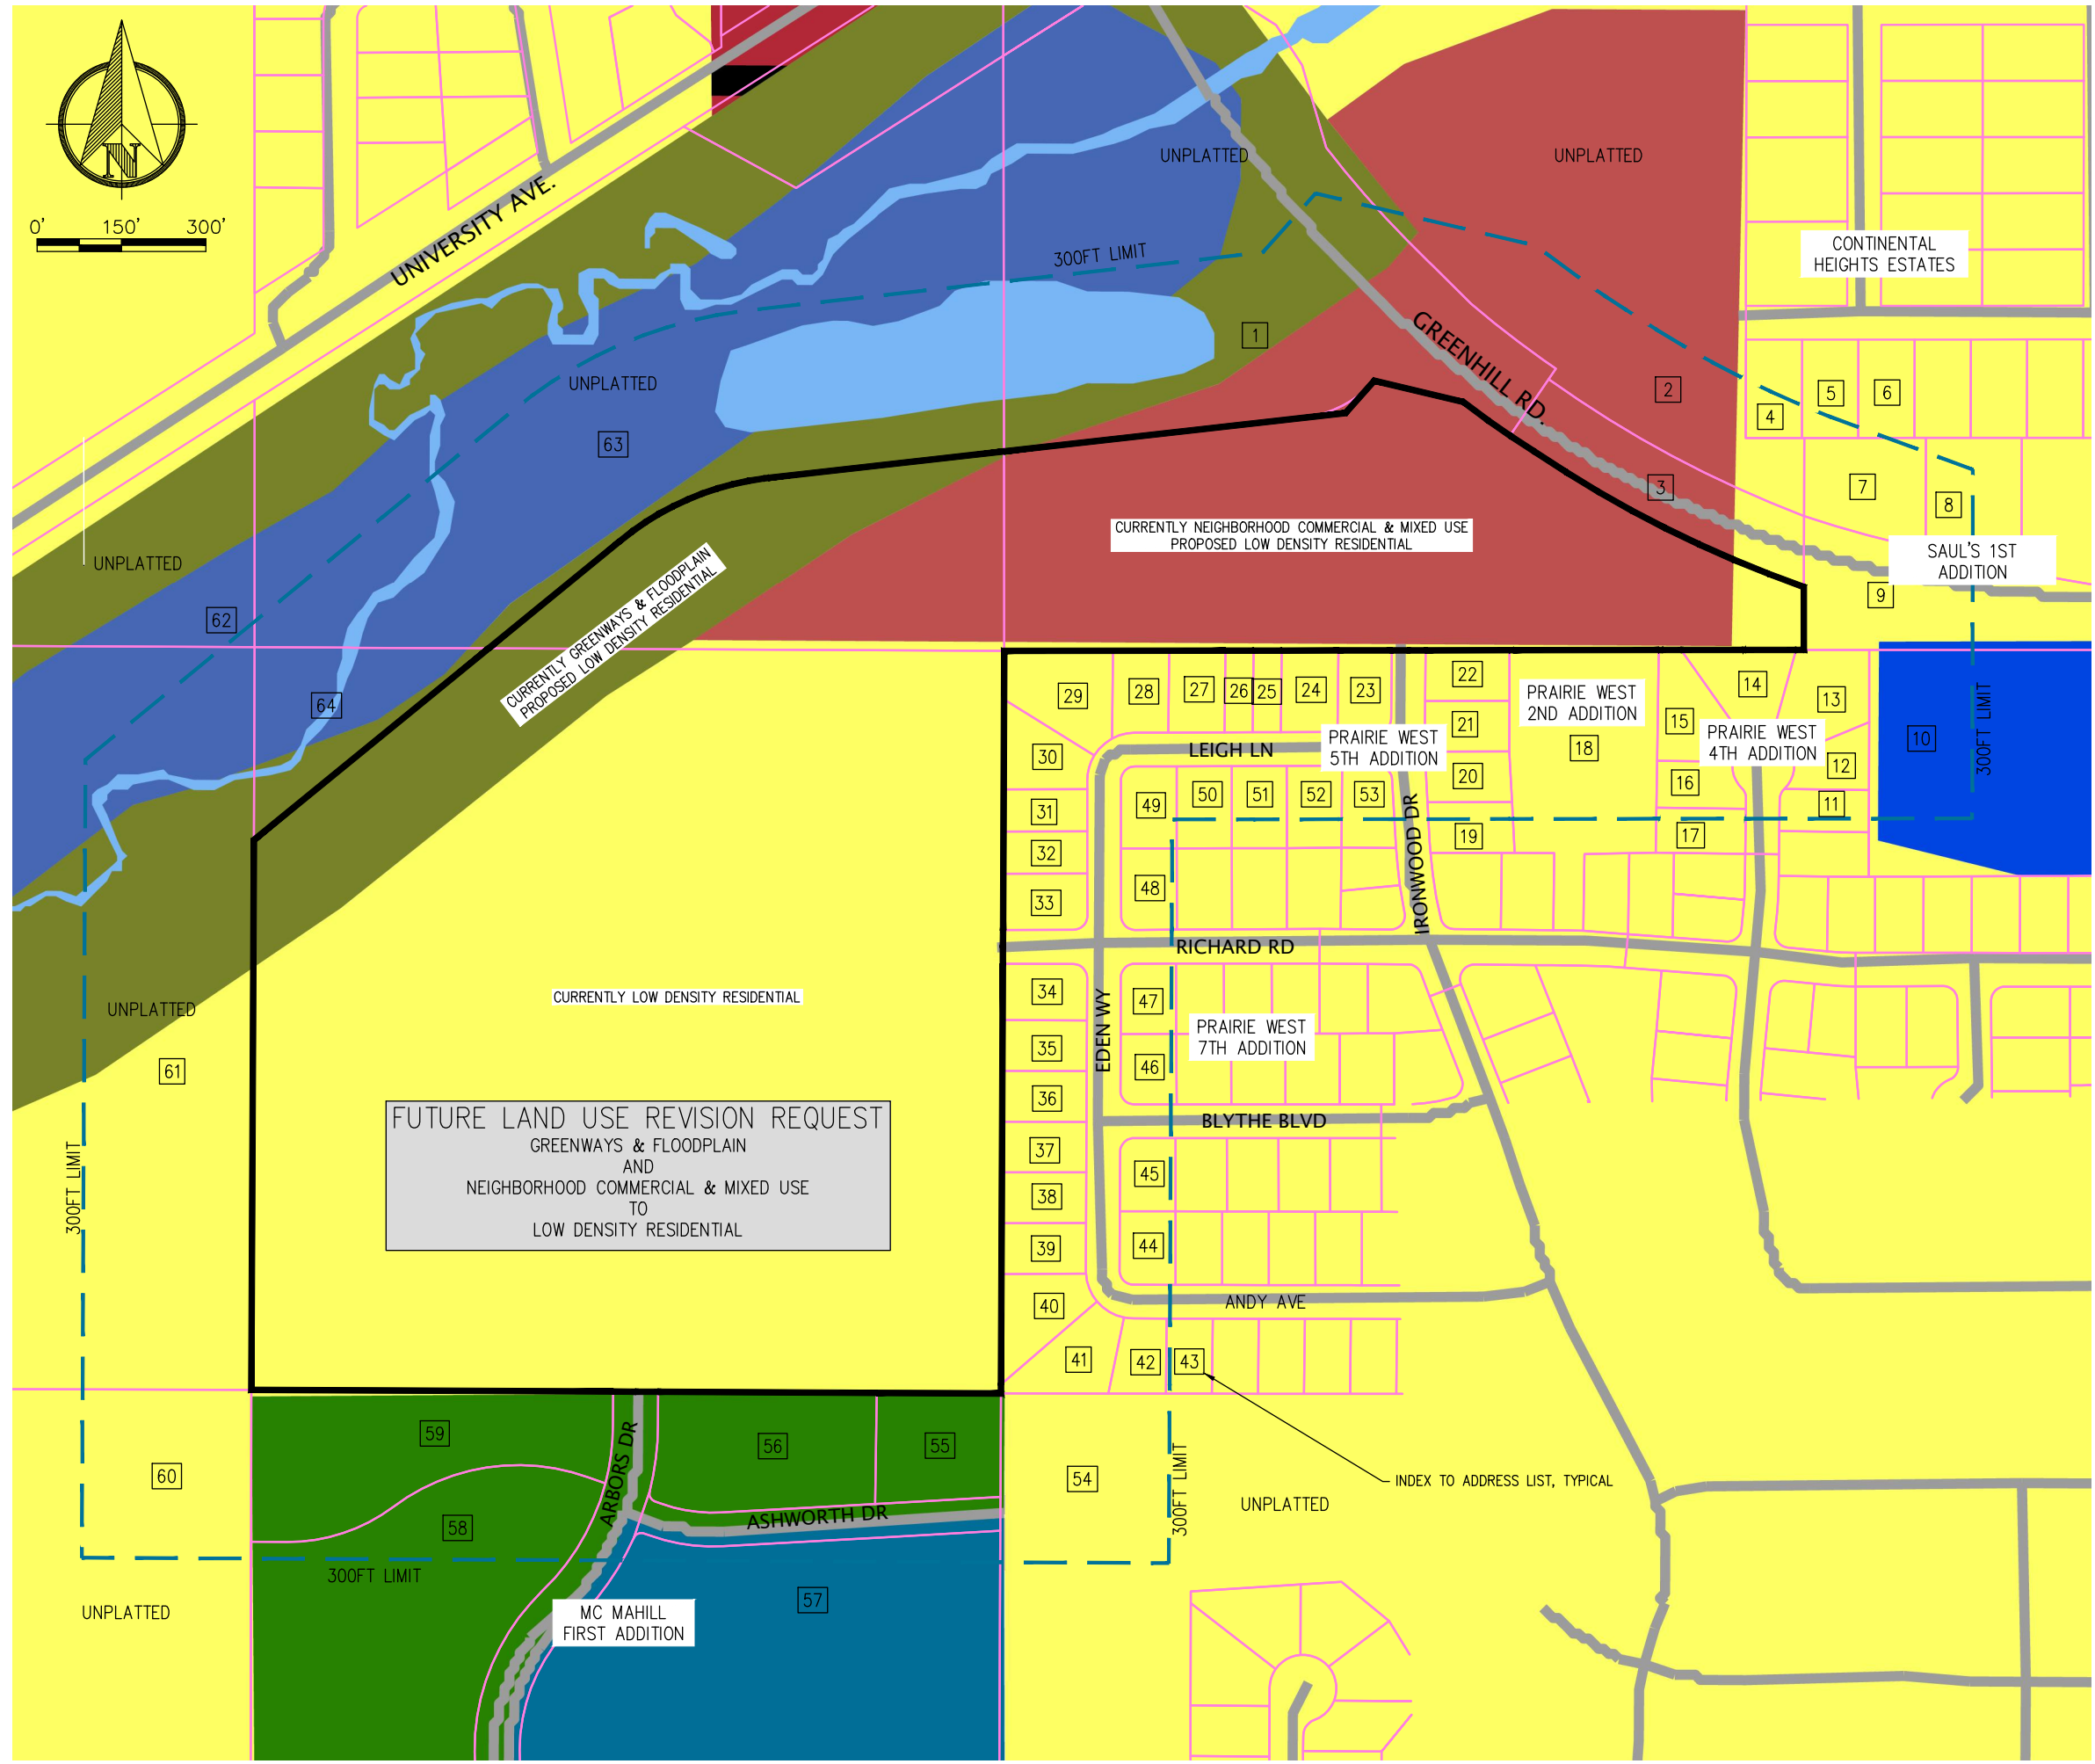 N
0' 150' 300'
UNIVERSITY AVE.
UNPLATTED
UNPLATTED
CONTINENTAL
HEIGHTS ESTATES
300FT LIMIT
GREENHILL RD.
1
2
3
4
5
6
7
8
9
UNPLATTED
63
CURRENTLY NEIGHBORHOOD COMMERCIAL & MIXED USE
PROPOSED LOW DENSITY RESIDENTIAL
SAUL'S 1ST
ADDITION
UNPLATTED
62
64
CURRENTLY GREENWAYS & FLOODPLAIN
PROPOSED LOW DENSITY RESIDENTIAL
29
28
27
26
25
24
23
22
21
20
19
PRAIRIE WEST
2ND ADDITION
18
14
13
15
PRAIRIE WEST
4TH ADDITION
16
12
11
17
10
300FT LIMIT
30
LEIGH LN
PRAIRIE WEST
5TH ADDITION
31
49
50
51
52
53
IRONWOOD DR
32
33
48
RICHARD RD
CURRENTLY LOW DENSITY RESIDENTIAL
UNPLATTED
61
34
47
EDEN WY
PRAIRIE WEST
7TH ADDITION
35
46
36
BLYTHE BLVD
FUTURE LAND USE REVISION REQUEST
GREENWAYS & FLOODPLAIN
AND
NEIGHBORHOOD COMMERCIAL & MIXED USE
TO
LOW DENSITY RESIDENTIAL
300FT LIMIT
37
45
38
39
44
40
ANDY AVE
41
42
43
59
ARBORS DR
56
55
60
54
300FT LIMIT
INDEX TO ADDRESS LIST, TYPICAL
UNPLATTED
58
ASHWORTH DR
300FT LIMIT
UNPLATTED
MC MAHILL
FIRST ADDITION
57